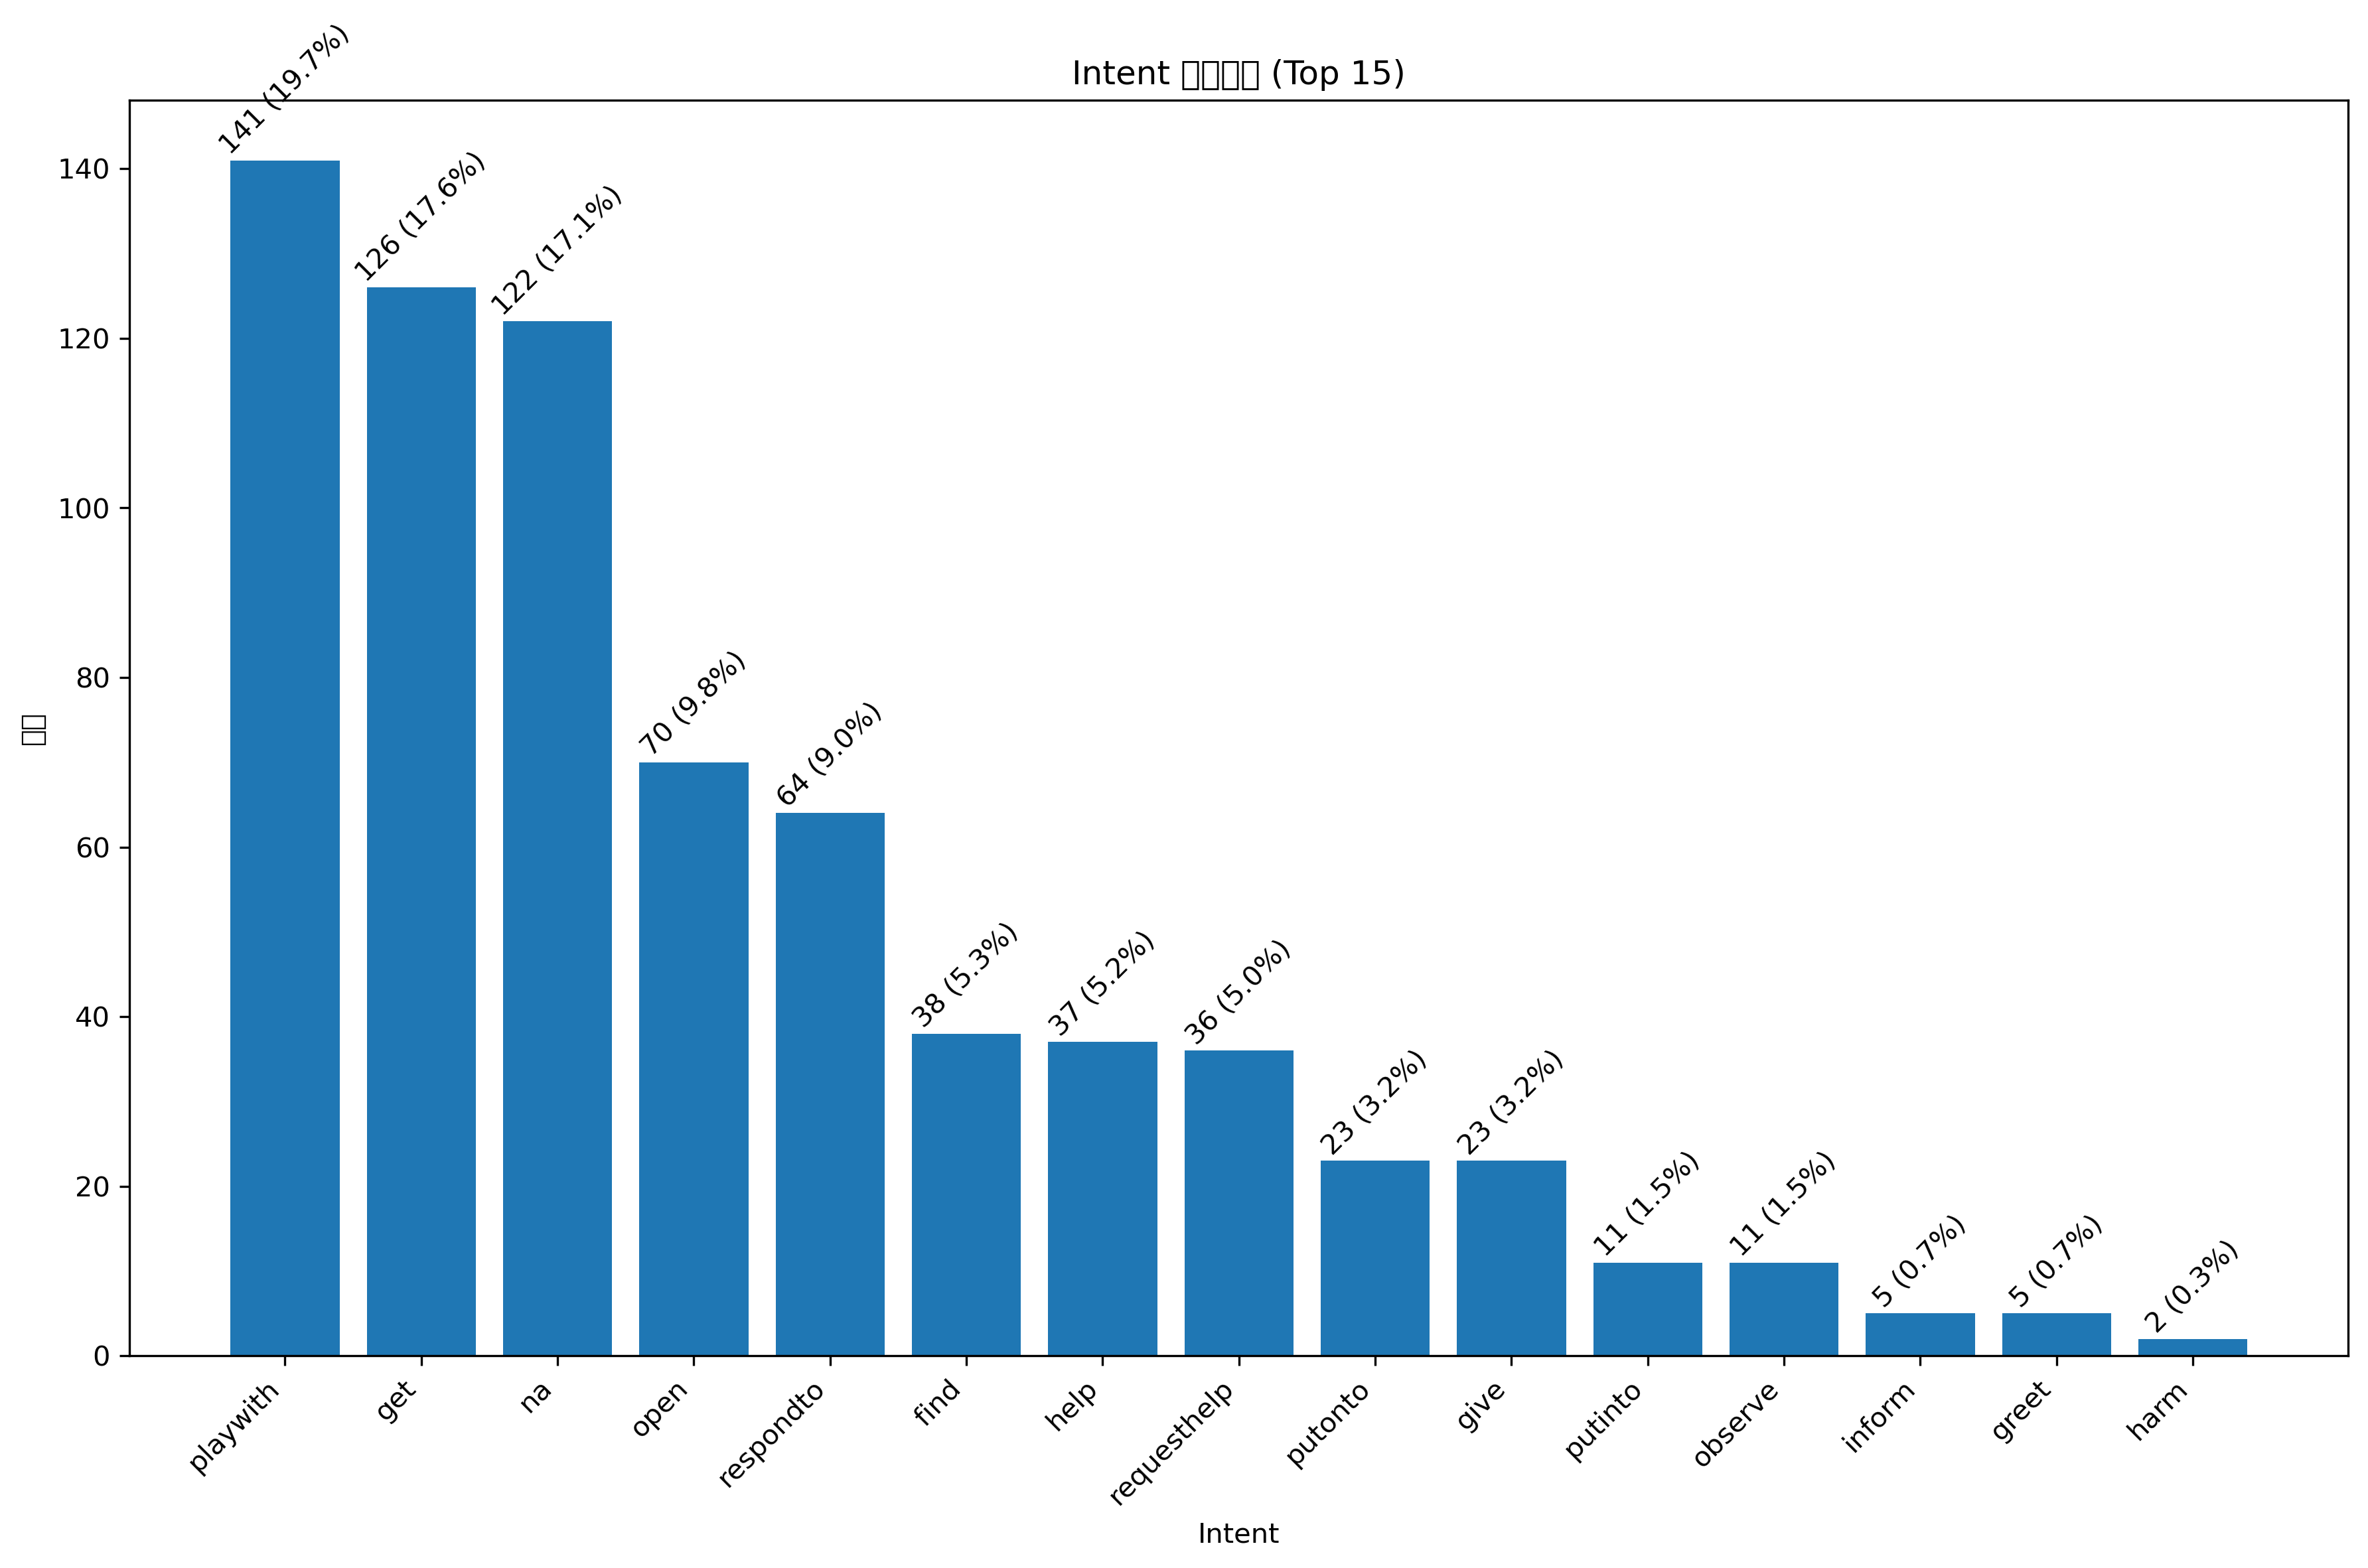 Intent (Top 15)
141 (19.7%)
126 (17.6%)
122 (17.1%)
70 (9.8%)
64 (9.0%)
38 (5.3%)
37 (5.2%)
36 (5.0%)
23 (3.2%)
23 (3.2%)
11 (1.5%)
11 (1.5%)
5 (0.7%)
5 (0.7%)
2 (0.3%)
140
120
100
80
60
40
20
0
playwith
get
na
open
respondto
find
help
requesthelp
putonto
give
putinto
observe
inform
greet
harm
Intent